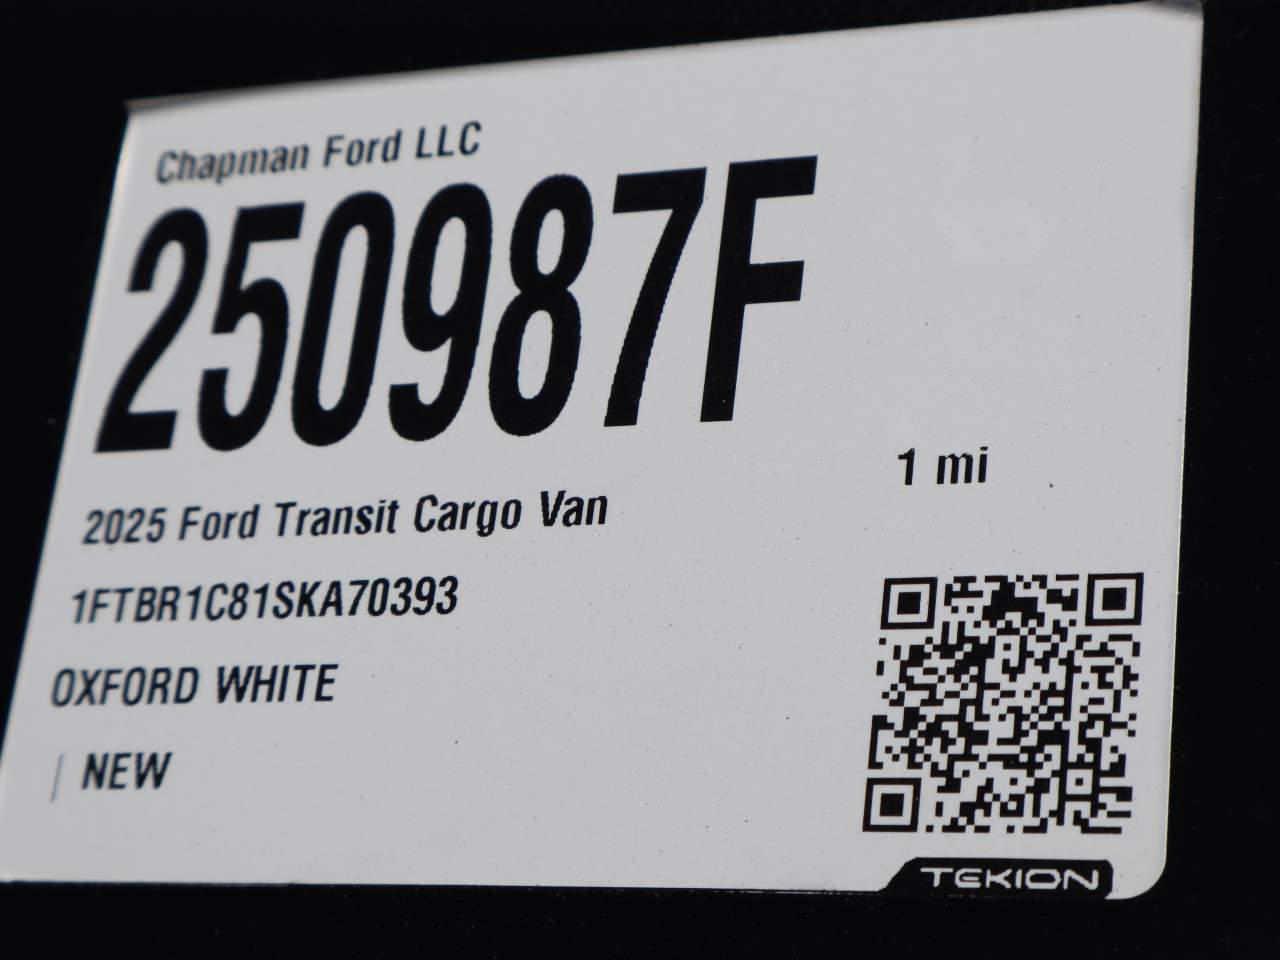 Chapman Ford LLC
250987F
1 mi
2025 Ford Transit Cargo Van
1FTBR1C81SKA70393
OXFORD WHITE
| NEW
TEKION